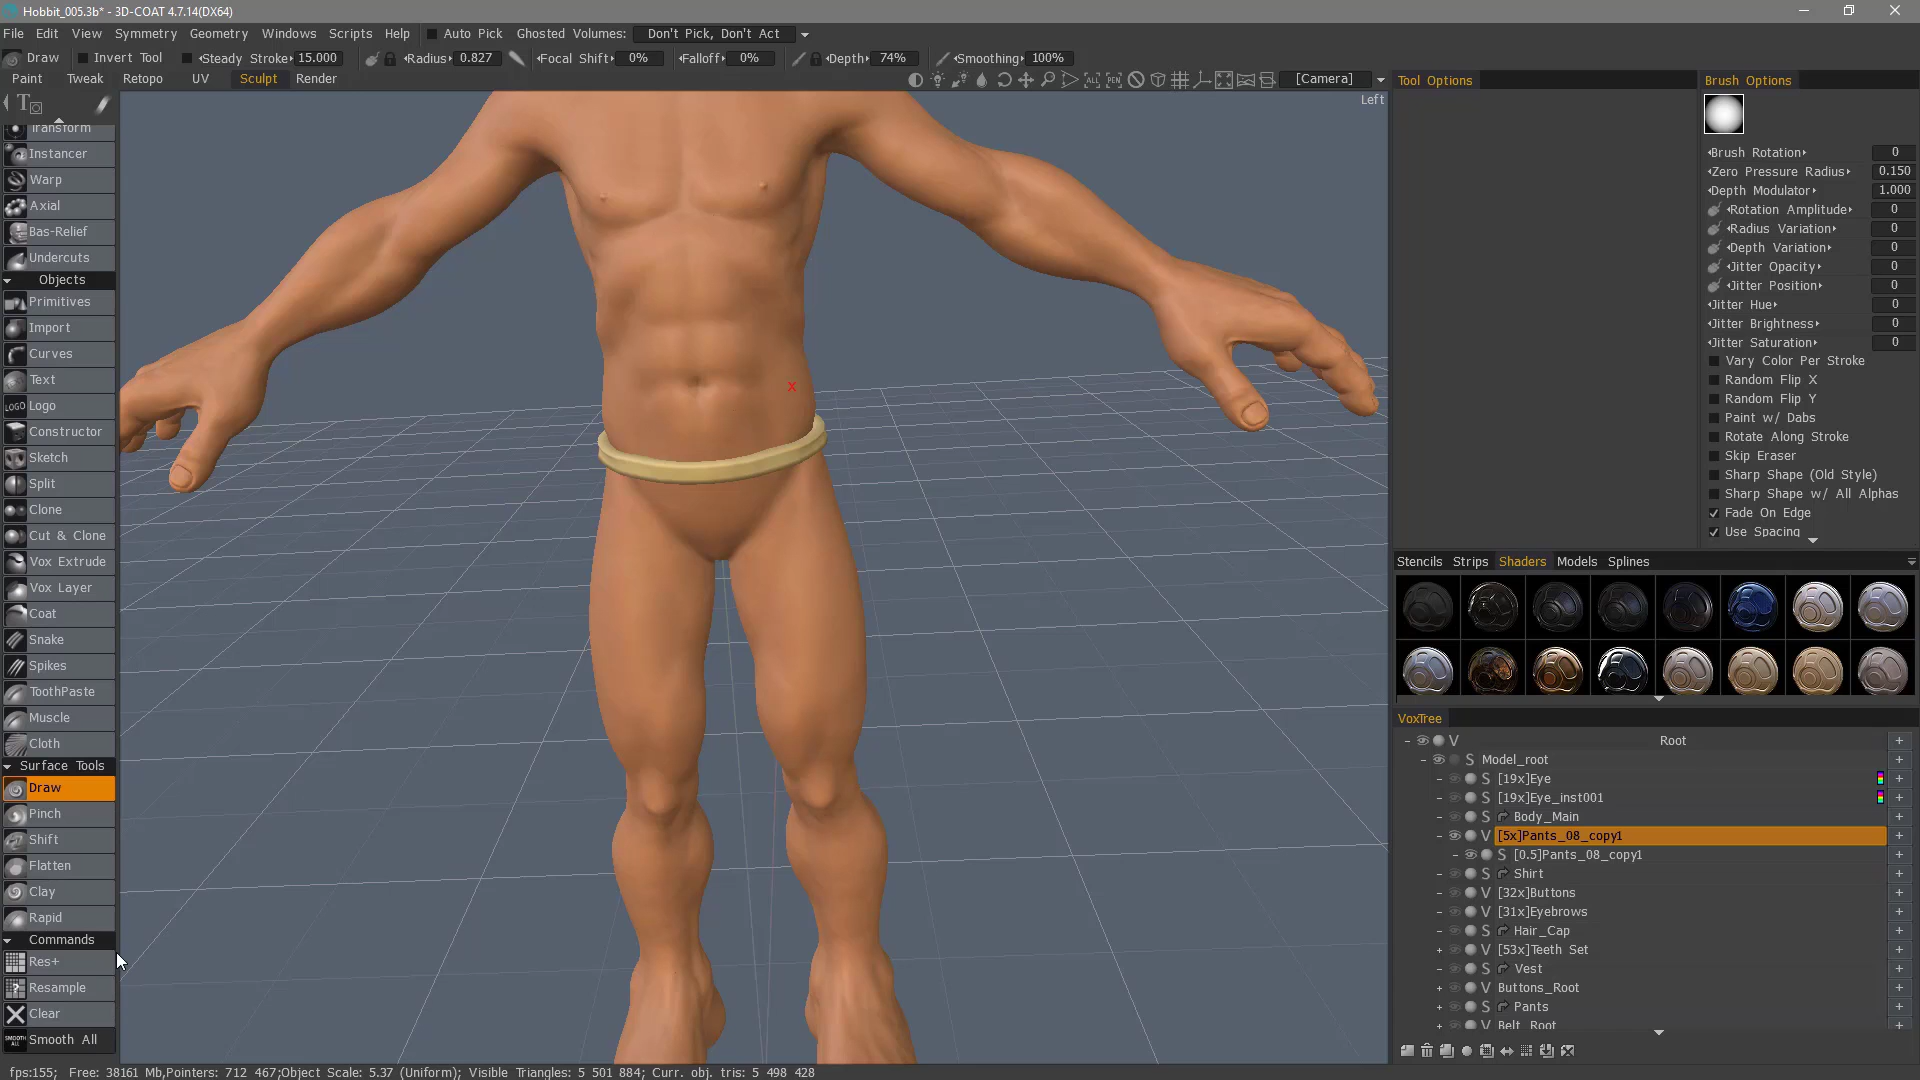 Hobbit_005.3b* - 3D-COAT 4.7.14(DX64)
File Edit View Symmetry Geometry Windows Scripts Help Auto Pick Ghosted Volumes: Don't Pick, Don't Act
Draw Invert Tool Steady Stroke 15.000 Radius 0.827 Focal Shift 0% Falloff 0% Depth 74% Smoothing 100%
Paint Tweak Retopo UV Sculpt Render
ALL PEN [Camera]
Left
Transform
Instancer
Warp
Axial
Bas-Relief
Undercuts
Objects
Primitives
Import
Curves
Text
LOGO Logo
Constructor
Sketch
Split
Clone
Cut & Clone
Vox Extrude
Vox Layer
Coat
Snake
Spikes
ToothPaste
Muscle
Cloth
Surface Tools
Draw
Pinch
Shift
Flatten
Clay
Rapid
Commands
Res+
Resample
Clear
SMOOTH ALL Smooth All
Tool Options
Brush Options
Brush Rotation 0
Zero Pressure Radius 0.150
Depth Modulator 1.000
Rotation Amplitude 0
Radius Variation 0
Depth Variation 0
Jitter Opacity 0
Jitter Position 0
Jitter Hue 0
Jitter Brightness 0
Jitter Saturation 0
Vary Color Per Stroke
Random Flip X
Random Flip Y
Paint w/ Dabs
Rotate Along Stroke
Skip Eraser
Sharp Shape (Old Style)
Sharp Shape w/ All Alphas
Fade On Edge
Use Spacing
Stencils Strips Shaders Models Splines
VoxTree
V Root
S Model_root
S [19x]Eye
S [19x]Eye_inst001
S Body_Main
V [5x]Pants_08_copy1
S [0.5]Pants_08_copy1
S Shirt
V [32x]Buttons
V [31x]Eyebrows
S Hair_Cap
V [53x]Teeth Set
S Vest
V Buttons_Root
S Pants
V Belt_Root
fps:155; Free: 38161 Mb,Pointers: 712 467;Object Scale: 5.37 (Uniform); Visible Triangles: 5 501 884; Curr. obj. tris: 5 498 428